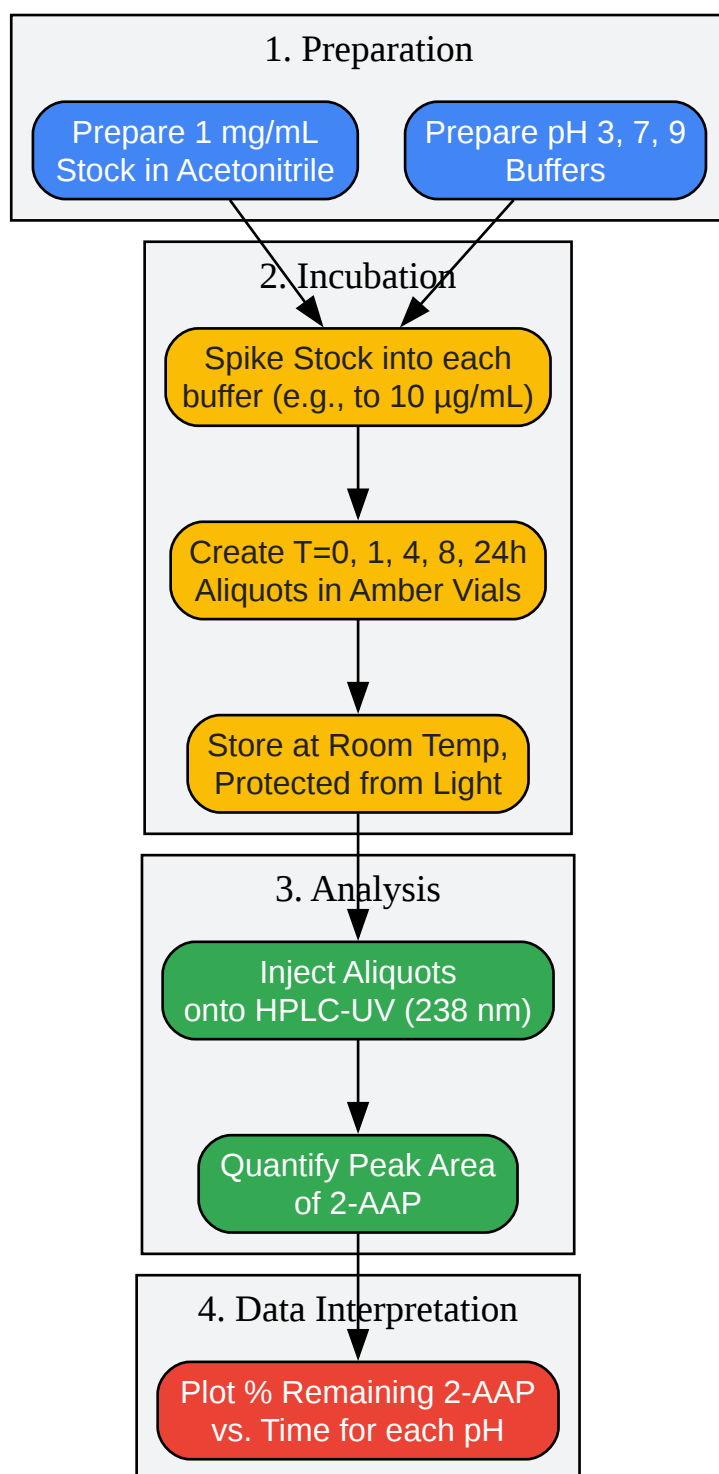 1. Preparation
Prepare 1 mg/mL
Stock in Acetonitrile
Prepare pH 3, 7, 9
Buffers
2. Incubation
Spike Stock into each
buffer (e.g., to 10 µg/mL)
Create T=0, 1, 4, 8, 24h
Aliquots in Amber Vials
Store at Room Temp,
Protected from Light
3. Analysis
Inject Aliquots
onto HPLC-UV (238 nm)
Quantify Peak Area
of 2-AAP
4. Data Interpretation
Plot % Remaining 2-AAP
vs. Time for each pH